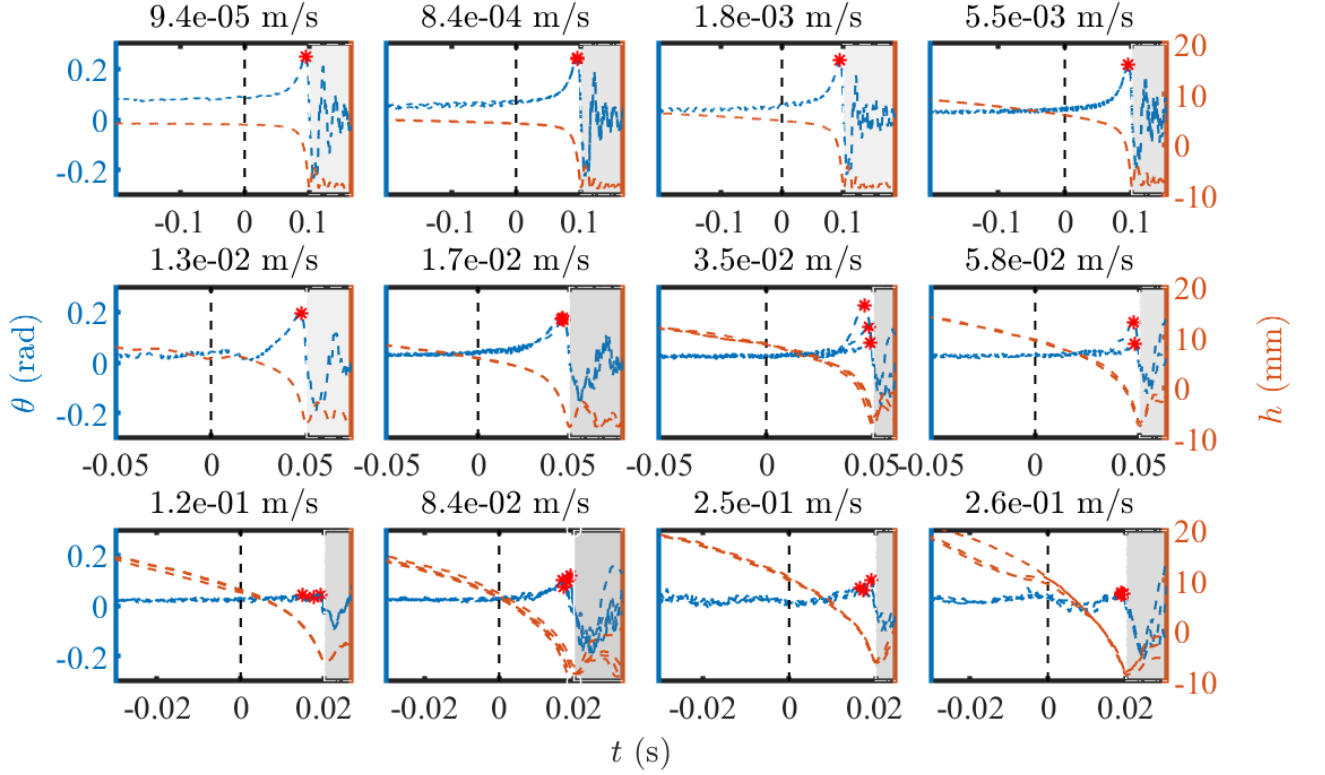 9.4e-05 m/s 8.4e-04 m/s 1.8e-03 m/s 5.5e-03 m/s
0.2 0 -0.2
20 10 0 -10
-0.1 0 0.1 -0.1 0 0.1 -0.1 0 0.1 -0.1 0 0.1
1.3e-02 m/s 1.7e-02 m/s 3.5e-02 m/s 5.8e-02 m/s
θ (rad)
0.2 0 -0.2
20 10 0 -10
h (mm)
-0.05 0 0.05 -0.05 0 0.05 -0.05 0 0.05 -0.05 0 0.05
1.2e-01 m/s 8.4e-02 m/s 2.5e-01 m/s 2.6e-01 m/s
0.2 0 -0.2
20 10 0 -10
-0.02 0 0.02 -0.02 0 0.02 -0.02 0 0.02 -0.02 0 0.02
t (s)